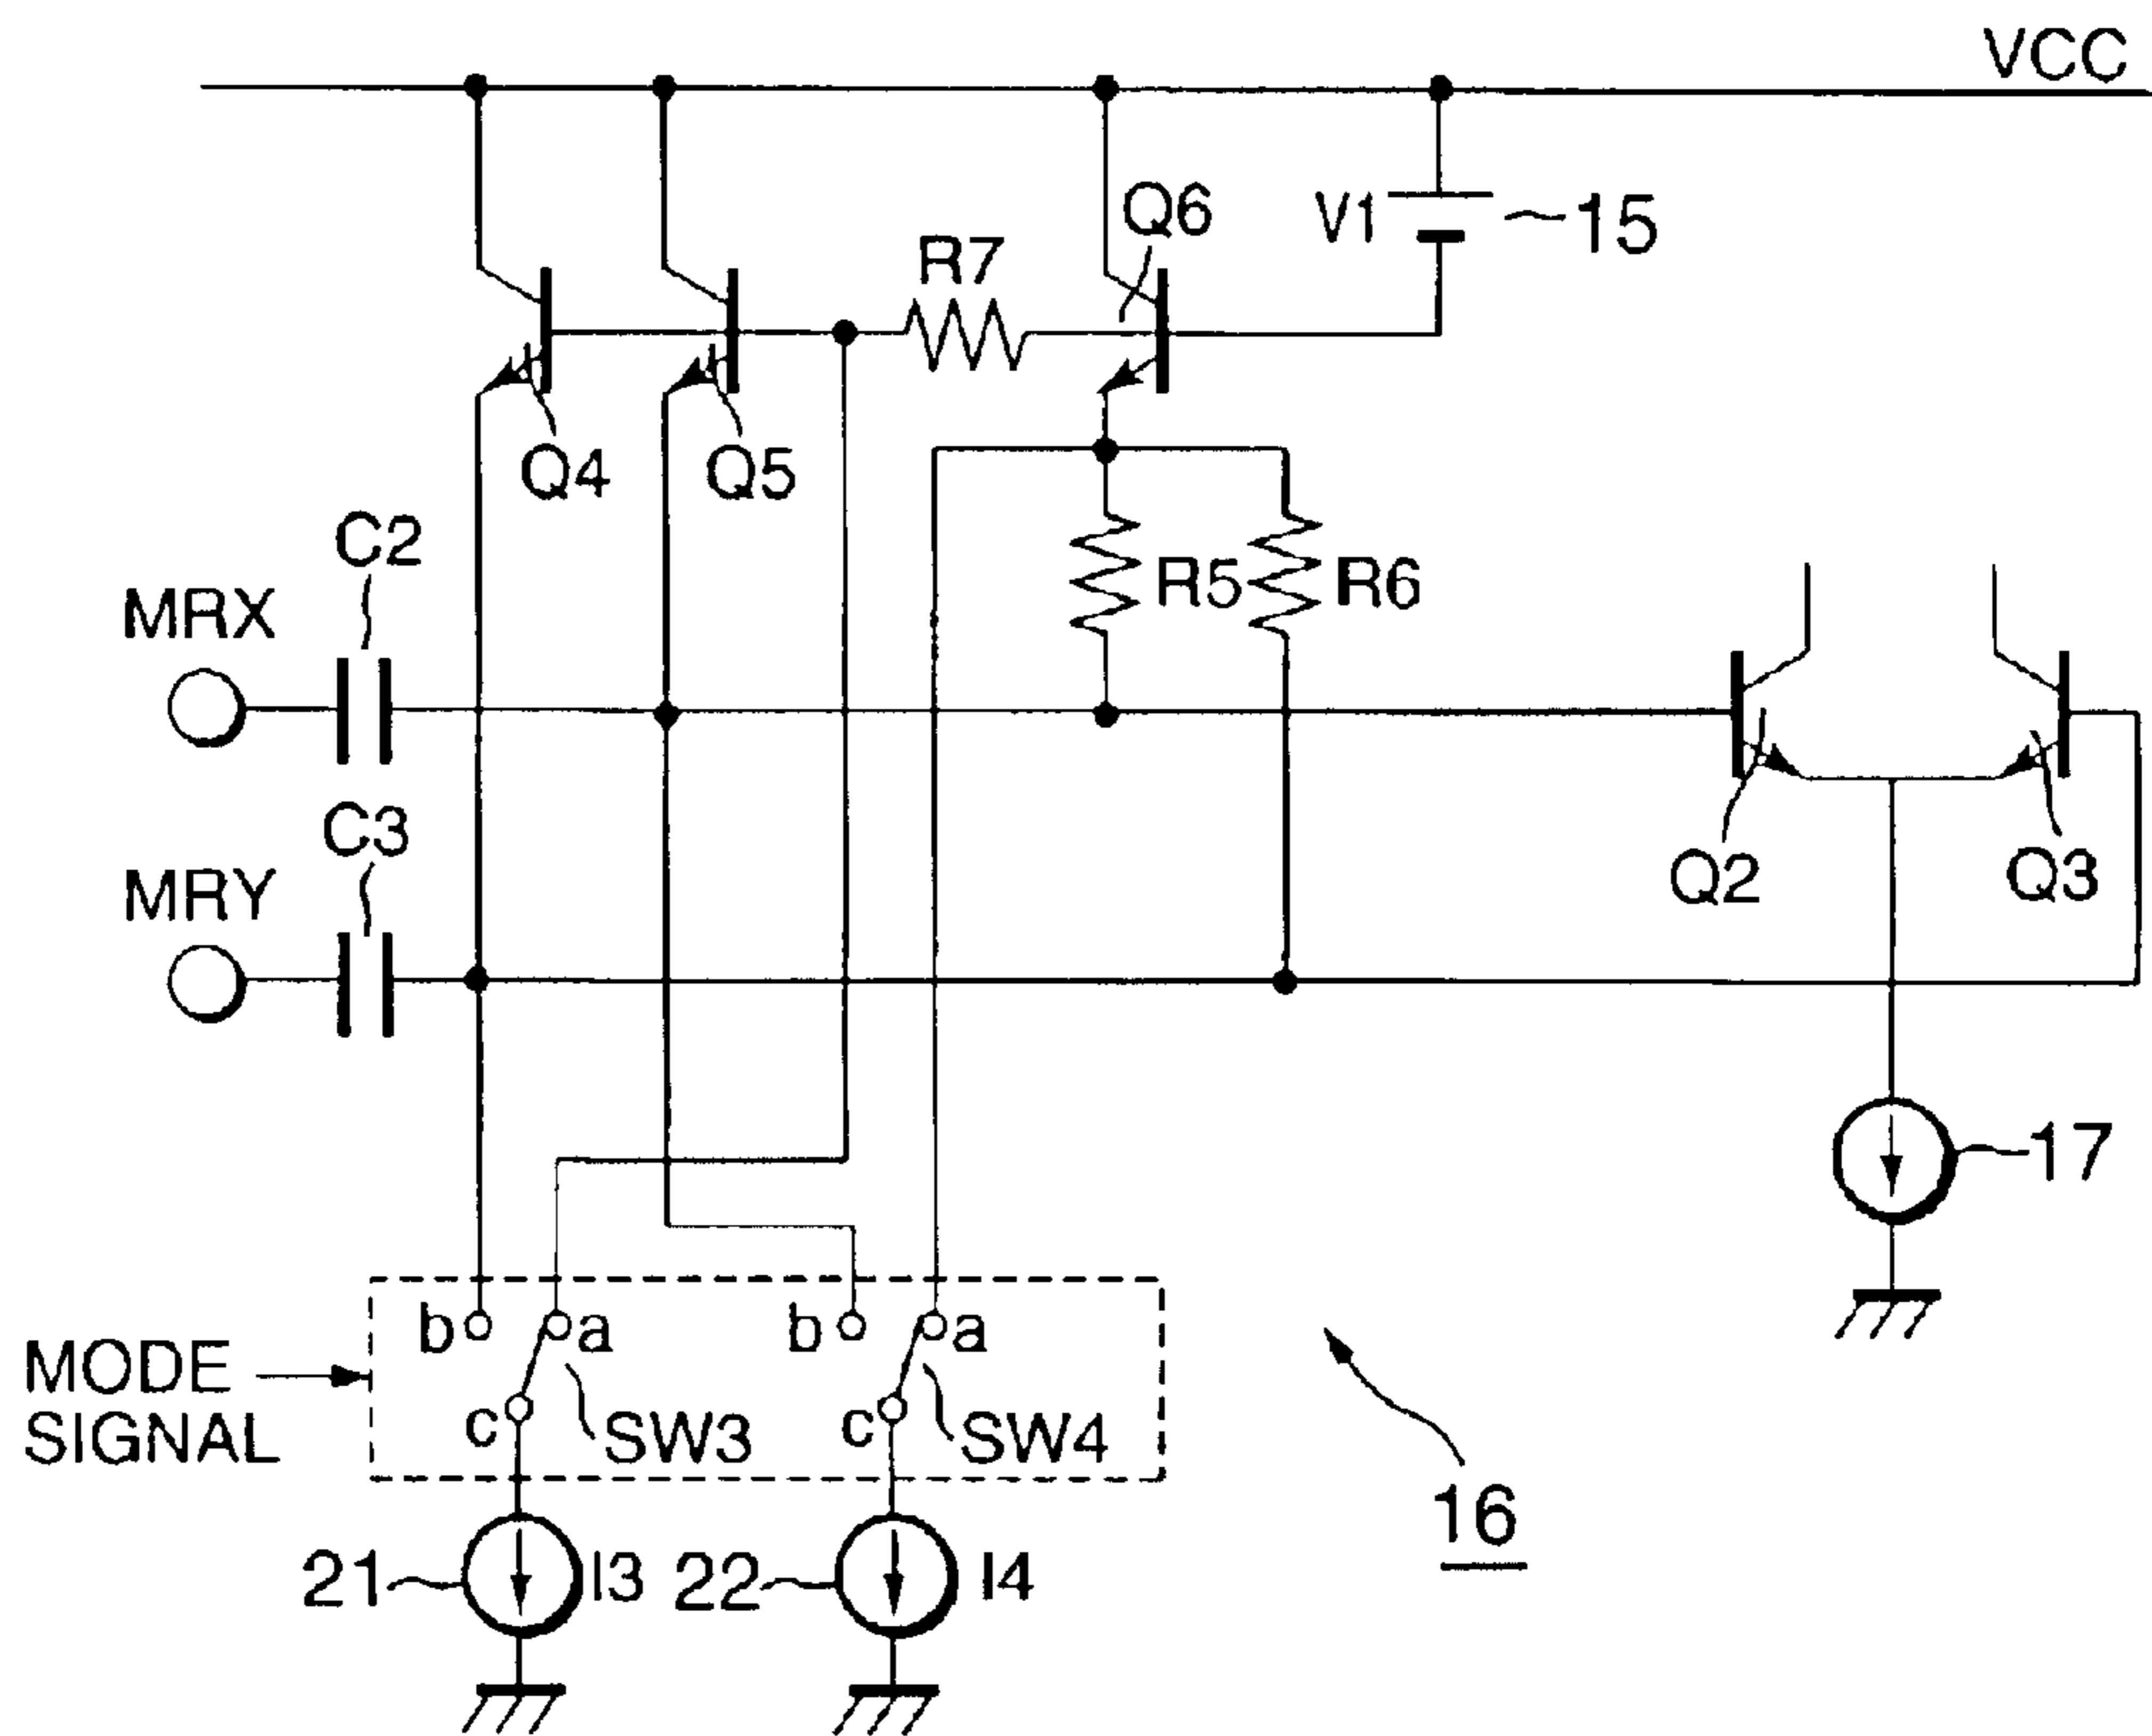 VCC
Q6
V1
15
R7
Q4
Q5
C2
R5
R6
MRX
C3
MRY
Q2
Q3
17
b
a
b
a
MODE
SIGNAL
c
SW3
c
SW4
16
21
I3
22
I4